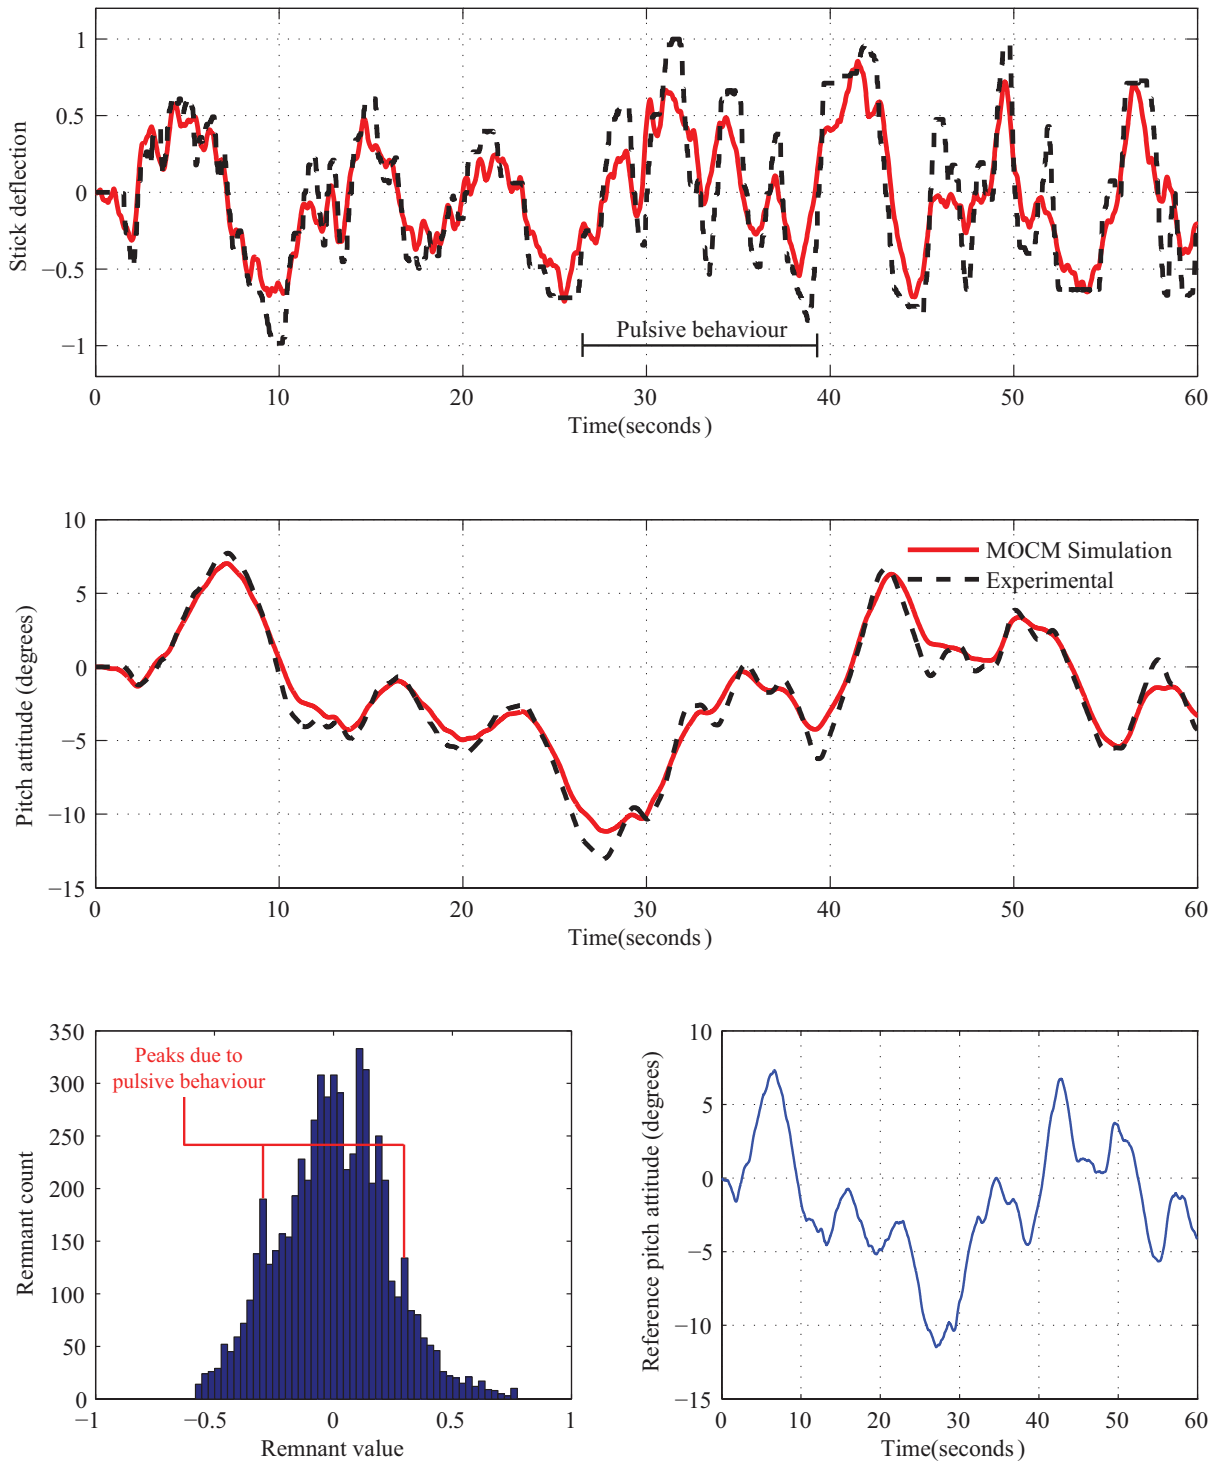 1
0.5
0
−0.5
−1
Stick deflection
Pulsive behaviour
0 10 20 30 40 50 60
Time(seconds)
10
5
0
−5
−10
−15
Pitch attitude (degrees)
MOCM Simulation
Experimental
0 10 20 30 40 50 60
Time(seconds)
350
300
250
200
150
100
50
0
Remnant count
Peaks due to
pulsive behaviour
−1 −0.5 0 0.5 1
Remnant value
10
5
0
−5
−10
−15
Reference pitch attitude (degrees)
0 10 20 30 40 50 60
Time(seconds)